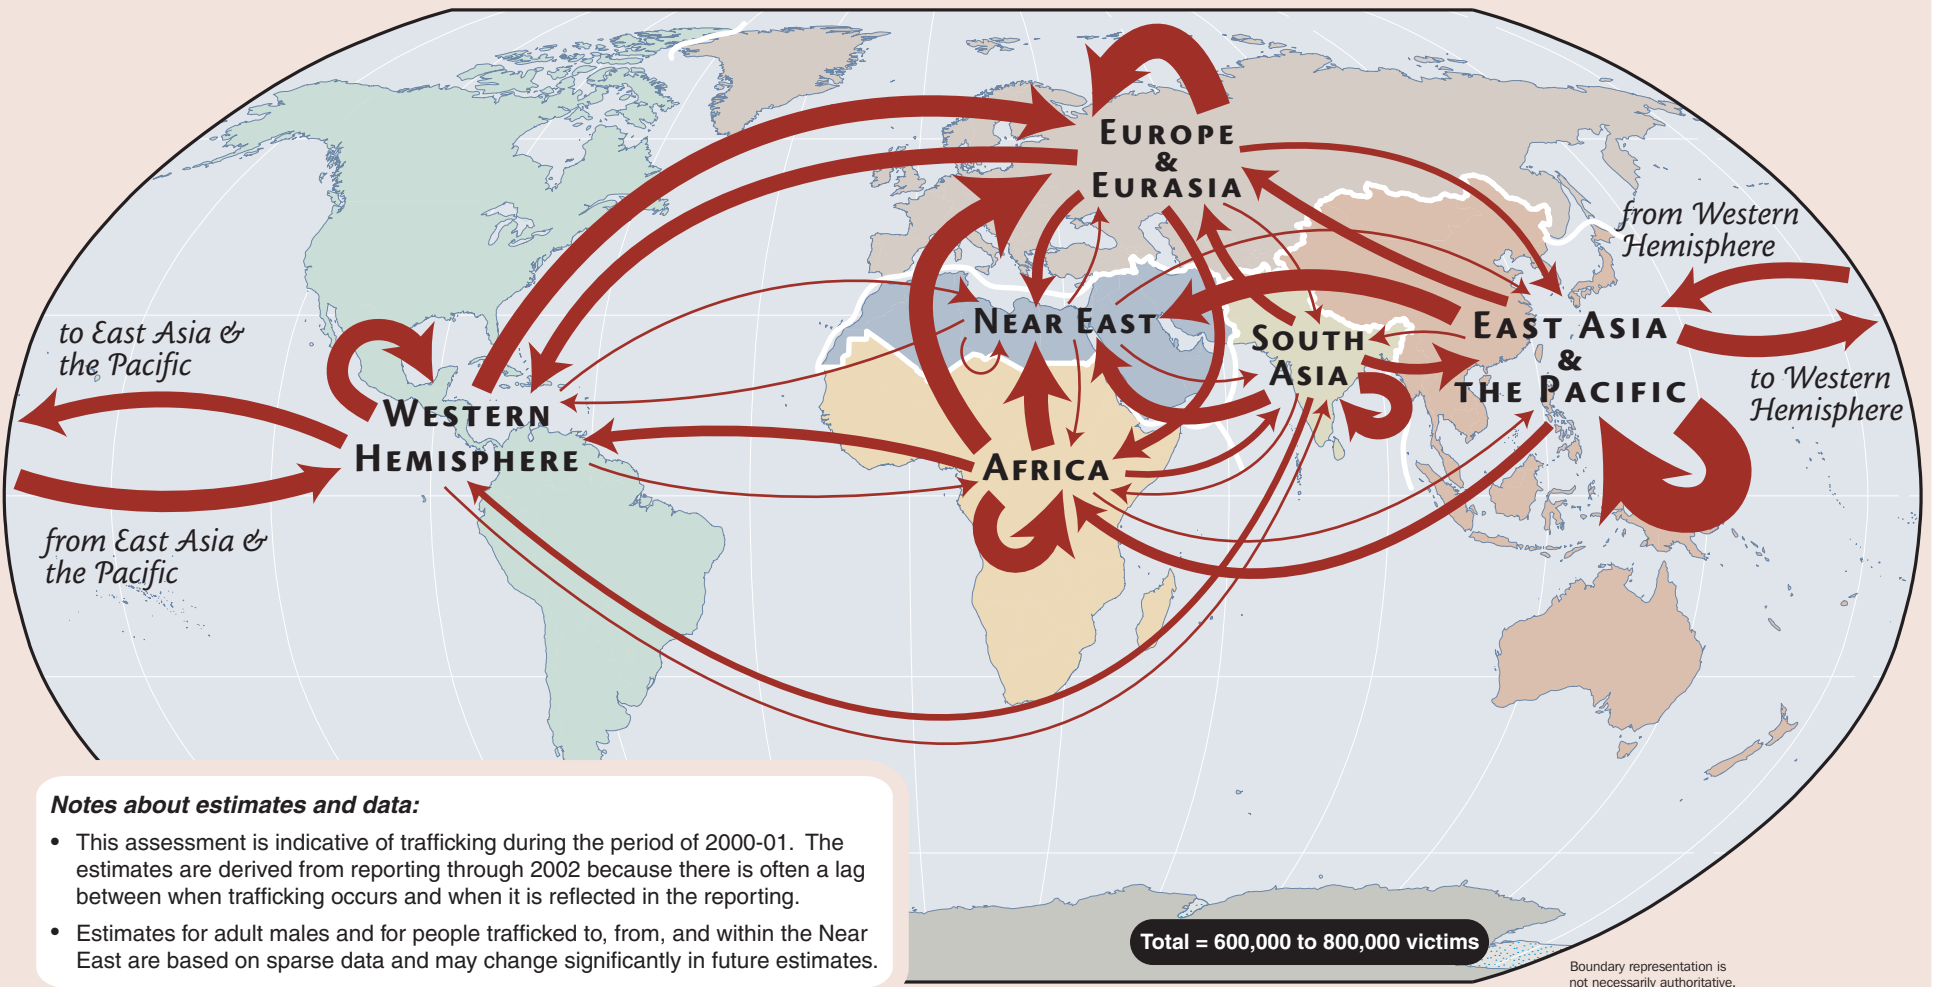 EUROPE
&
EURASIA
from Western
Hemisphere
NEAR EAST
SOUTH
ASIA
EAST ASIA
&
THE PACIFIC
to East Asia &
the Pacific
to Western
Hemisphere
WESTERN
HEMISPHERE
AFRICA
from East Asia &
the Pacific
Notes about estimates and data:
• This assessment is indicative of trafficking during the period of 2000-01. The
estimates are derived from reporting through 2002 because there is often a lag
between when trafficking occurs and when it is reflected in the reporting.
• Estimates for adult males and for people trafficked to, from, and within the Near
East are based on sparse data and may change significantly in future estimates.
Total = 600,000 to 800,000 victims
Boundary representation is
not necessarily authoritative.